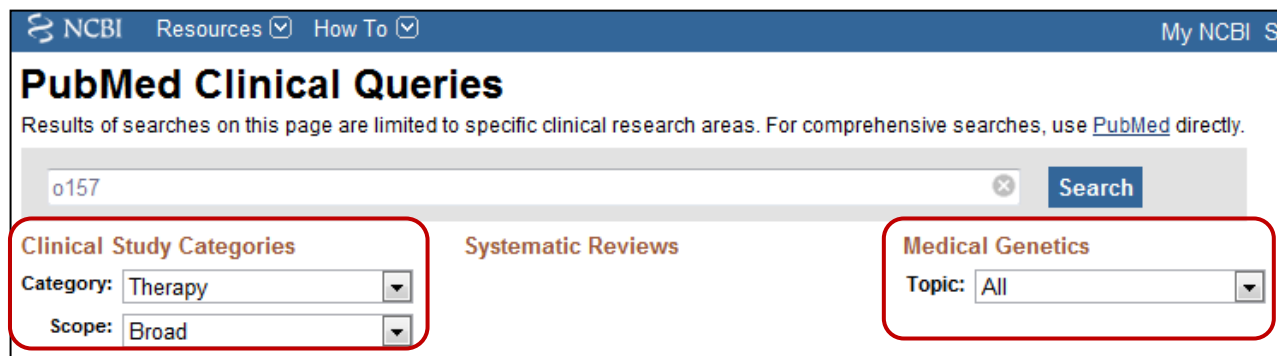 NCBI Resources How To My NCBI S
PubMed Clinical Queries
Results of searches on this page are limited to specific clinical research areas. For comprehensive searches, use PubMed directly.
o157 Search
Clinical Study Categories Systematic Reviews Medical Genetics
Category: Therapy Topic: All
Scope: Broad